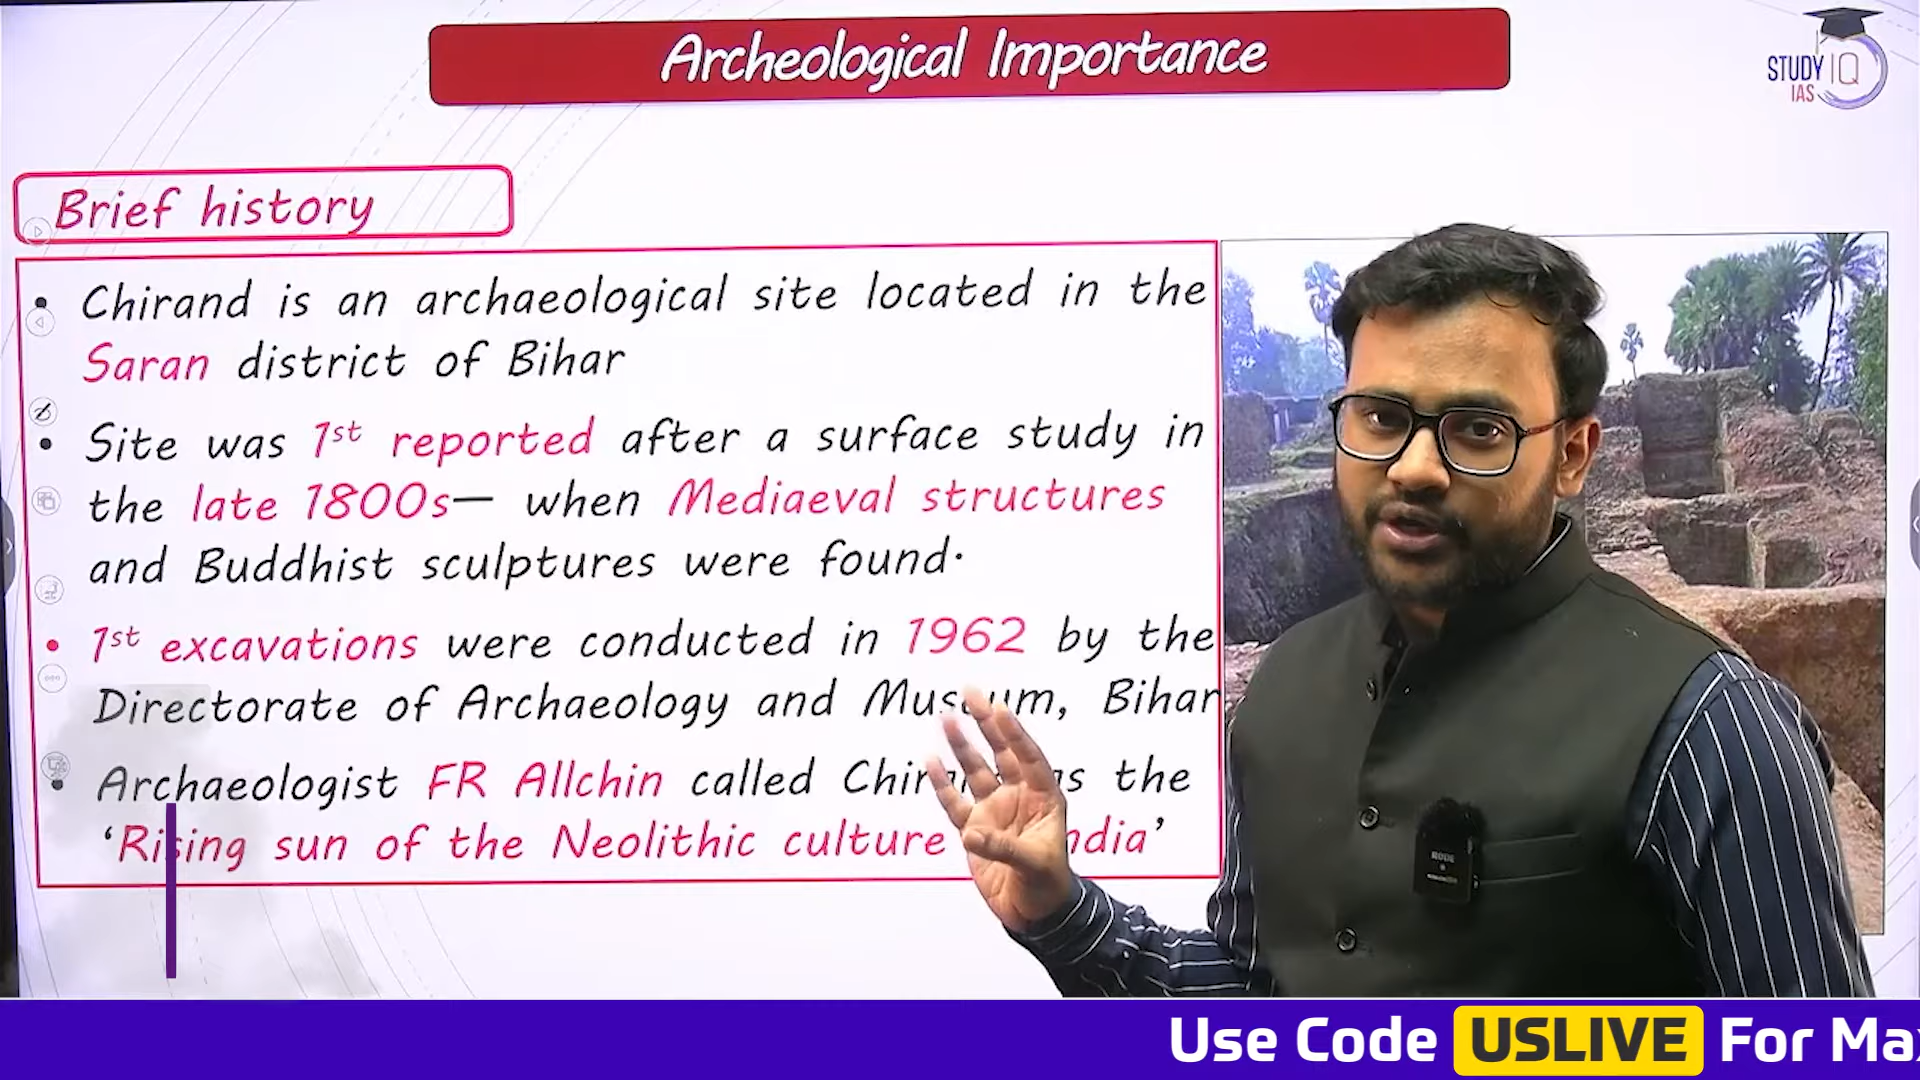 Archeological Importance
STUDY IQ
IAS
Brief history
• Chirand is an archaeological site located in the
Saran district of Bihar
• Site was 1st reported after a surface study in
the late 1800s— when Mediaeval structures
and Buddhist sculptures were found·
• 1st excavations were conducted in 1962 by the
Directorate of Archaeology and Museum, Bihar
• Archaeologist FR Allchin called the
‘Rising sun of the Neolithic culture
RODE
Use Code USLIVE For